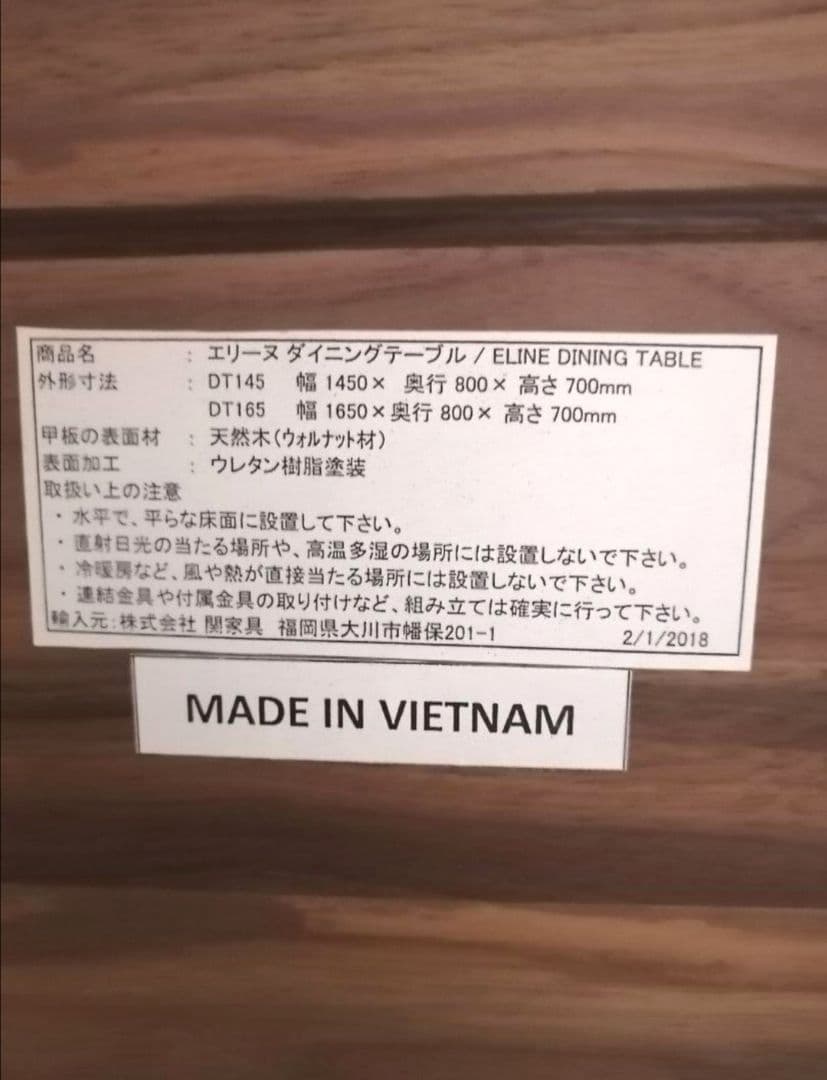 商品名 : エリーヌ ダイニングテーブル / ELINE DINING TABLE
外形寸法 : DT145 幅 1450× 奥行 800× 高さ 700mm
DT165 幅 1650×奥行 800× 高さ 700mm
甲板の表面材 : 天然木(ウォルナット材)
表面加工 : ウレタン樹脂塗装
取扱い上の注意
・水平で、平らな床面に設置して下さい。
・直射日光の当たる場所や、高温多湿の場所には設置しないで下さい。
・冷暖房など、風や熱が直接当たる場所には設置しないで下さい。
・連結金具や付属金具の取り付けなど、組み立ては確実に行って下さい。
輸入元:株式会社 関家具 福岡県大川市幡保201-1 2/1/2018
MADE IN VIETNAM